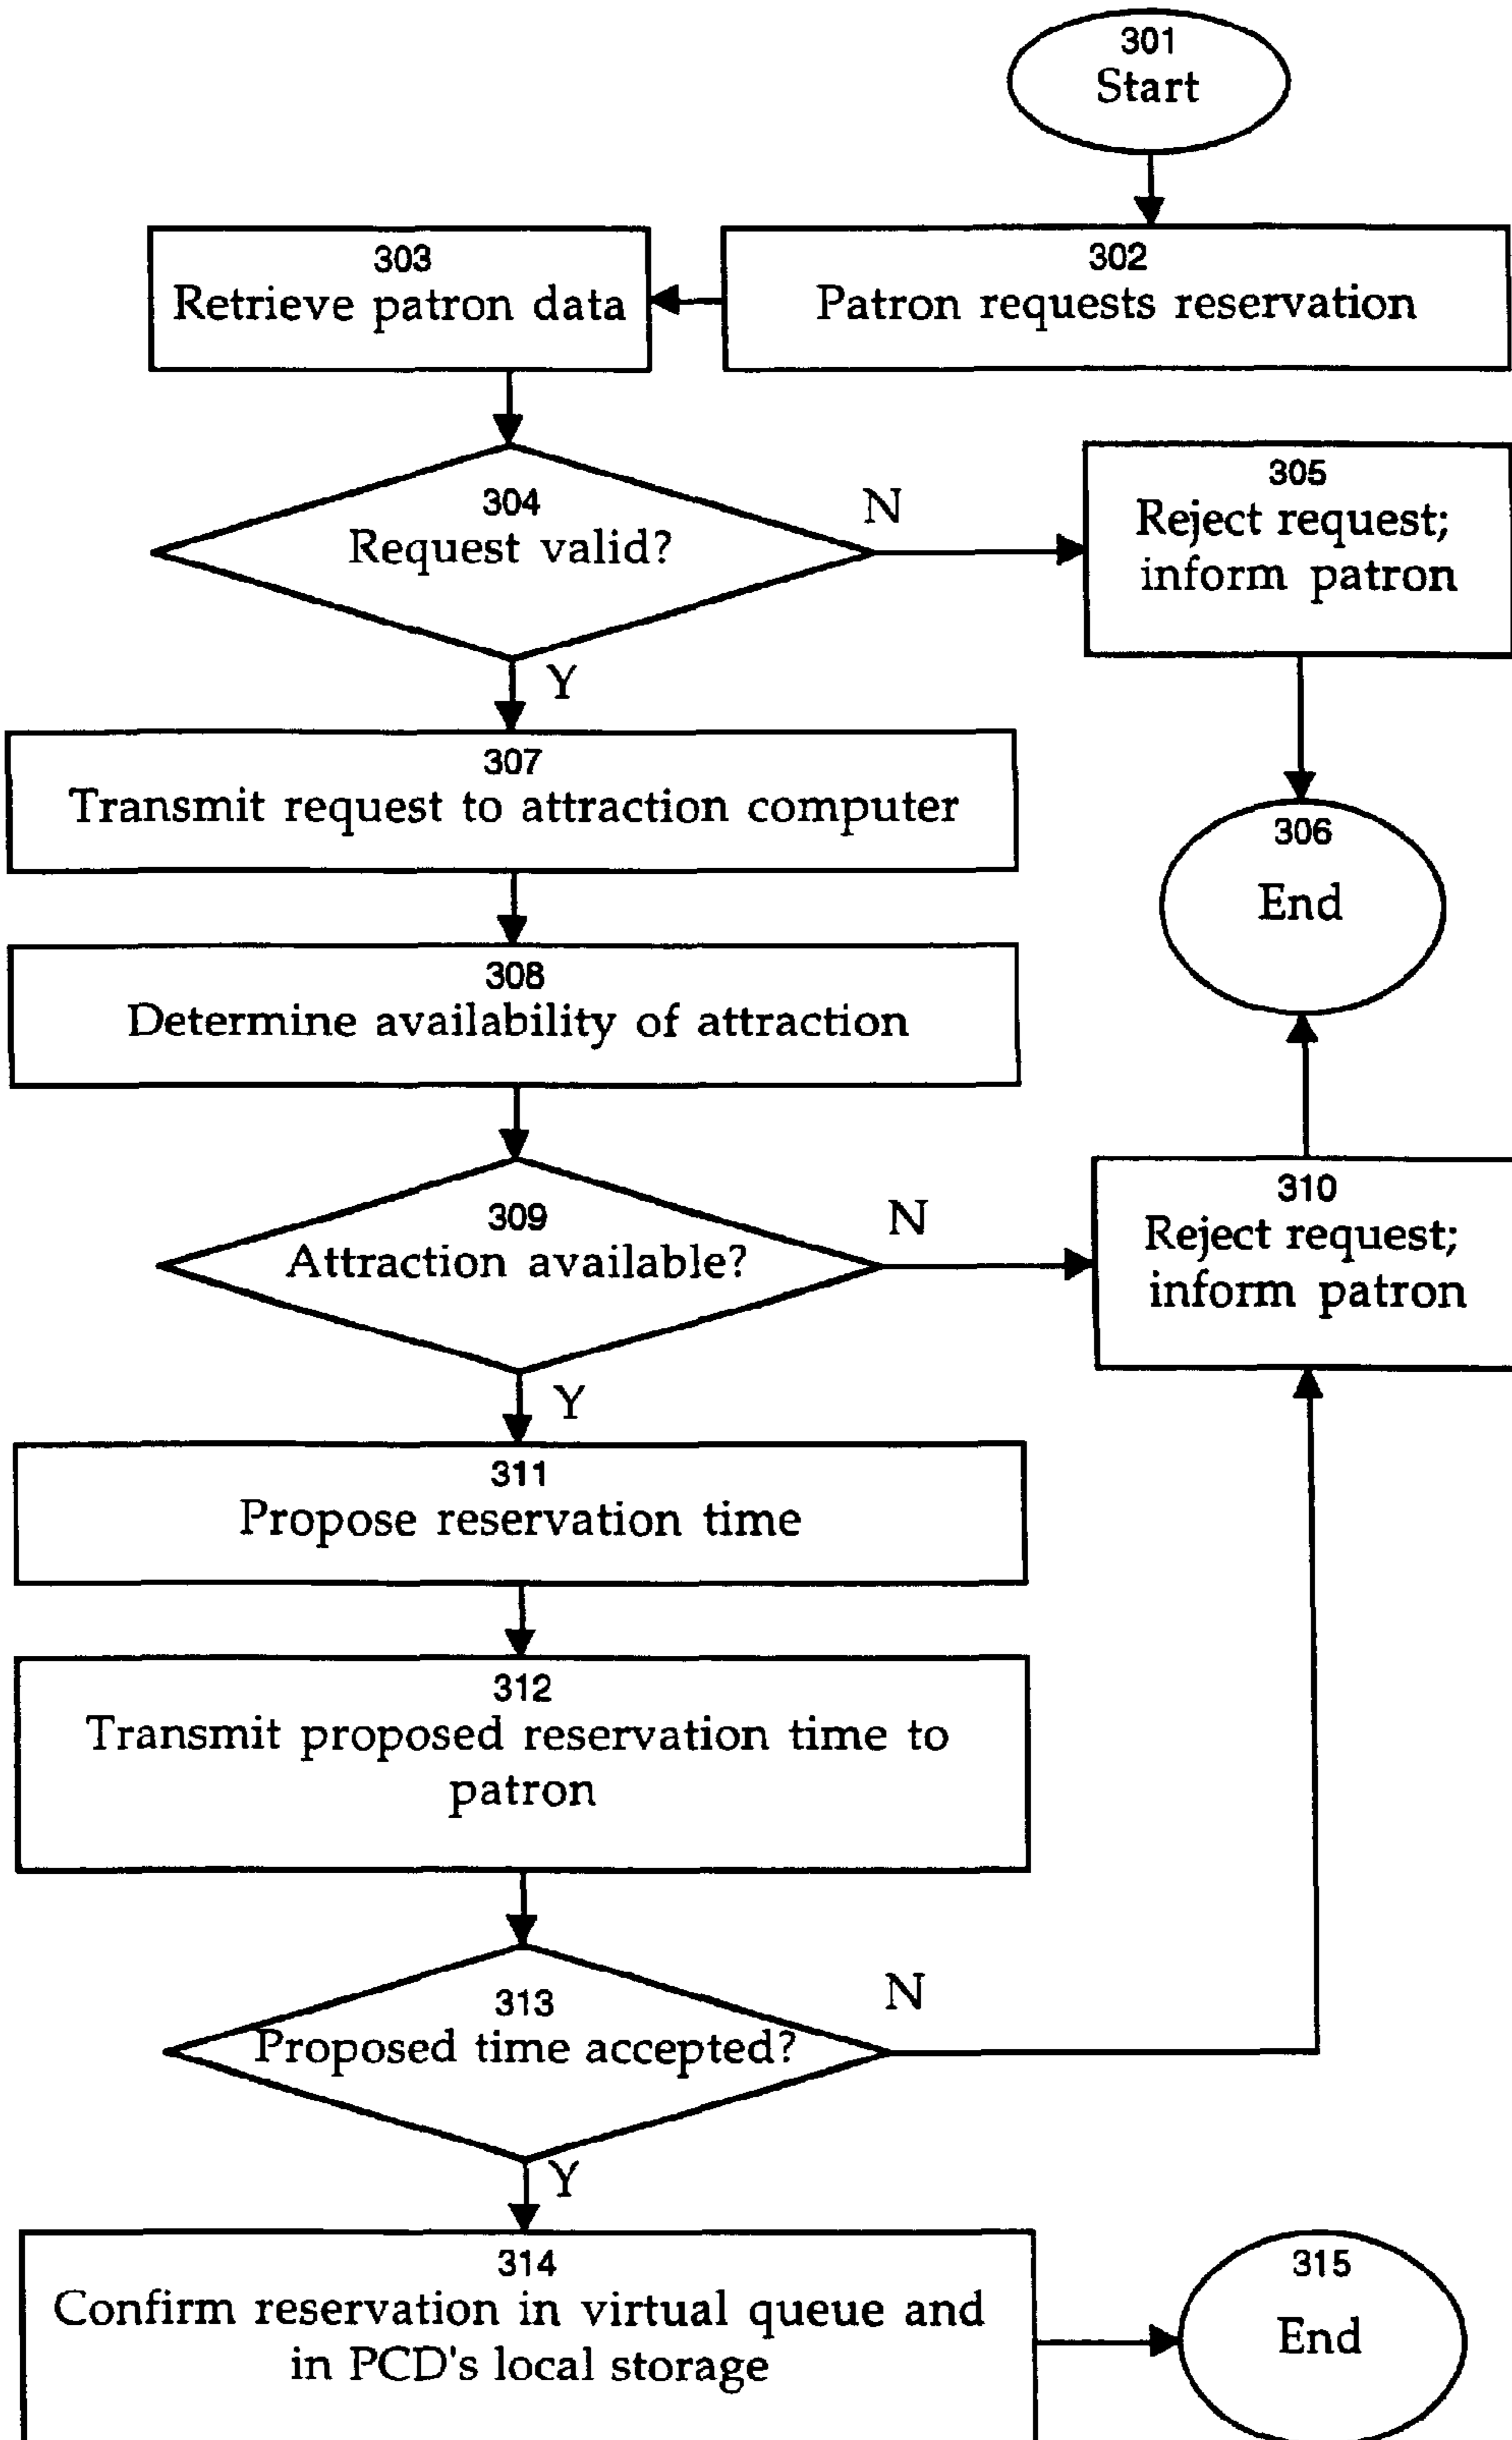 301
Start
303
Retrieve patron data
302
Patron requests reservation
304
Request valid?
N
305
Reject request;
inform patron
Y
307
Transmit request to attraction computer
306
End
308
Determine availability of attraction
309
Attraction available?
N
310
Reject request;
inform patron
Y
311
Propose reservation time
312
Transmit proposed reservation time to
patron
313
Proposed time accepted?
N
Y
314
Confirm reservation in virtual queue and
in PCD's local storage
315
End